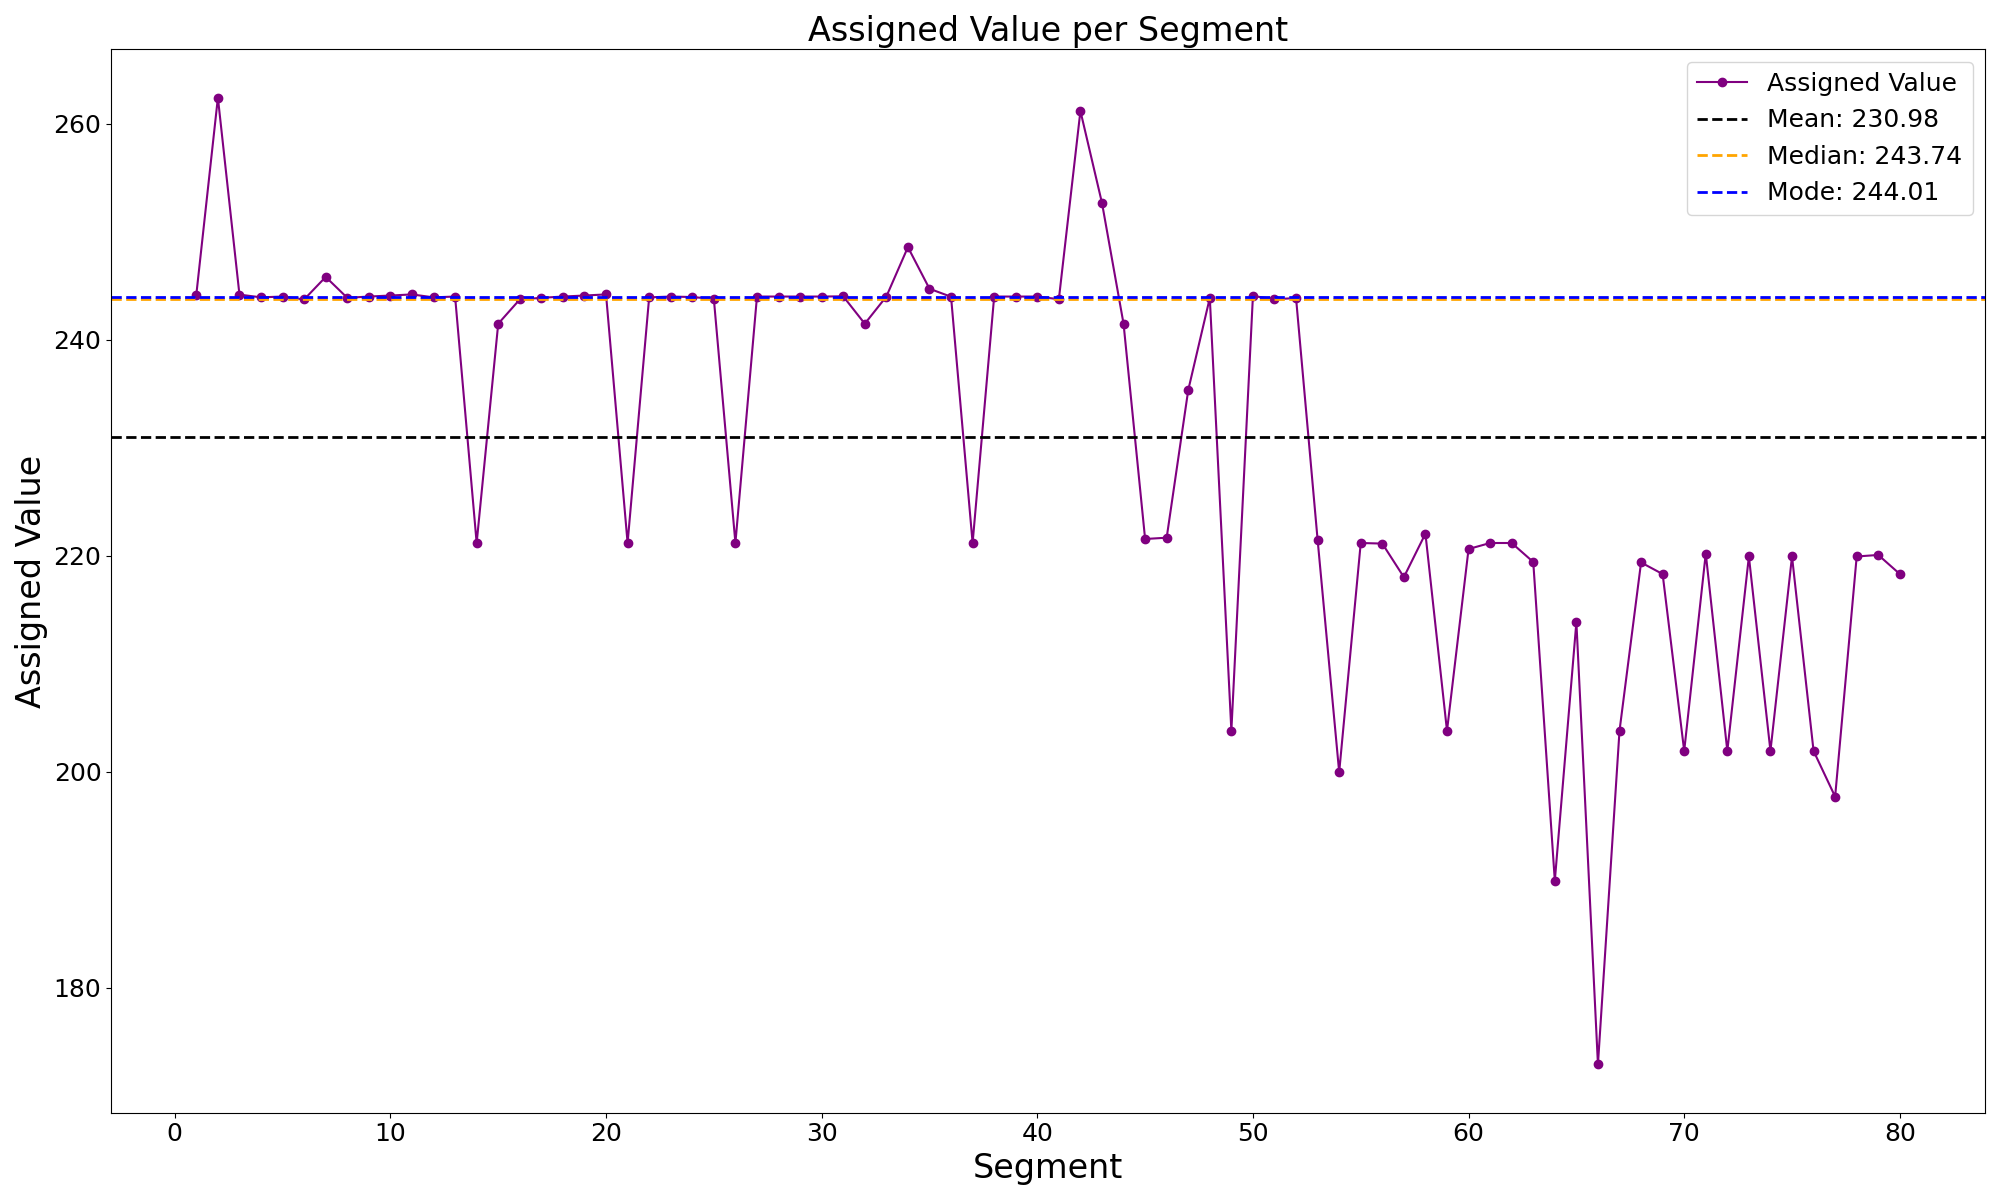 Assigned Value per Segment
Assigned Value
Mean: 230.98
Median: 243.74
Mode: 244.01
260
240
220
200
180
Assigned Value
0 10 20 30 40 50 60 70 80
Segment